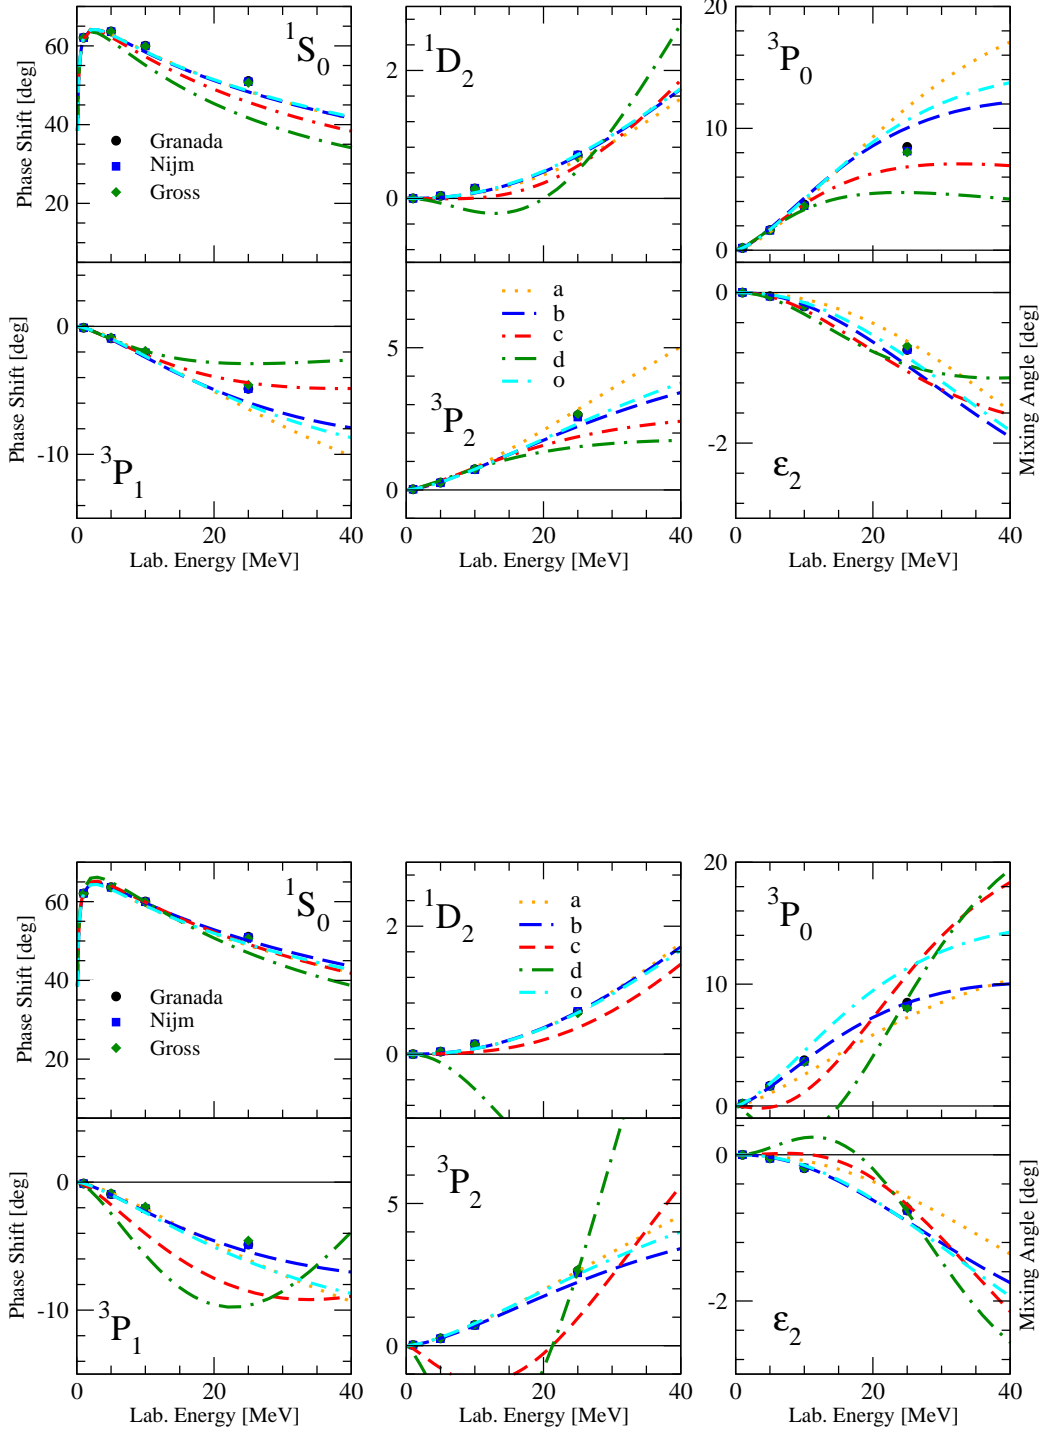 60
40
20
Phase Shift [deg]
¹S₀
Granada
Nijm
Gross
2
0
¹D₂
20
10
0
³P₀
0
-10
Phase Shift [deg]
³P₁
0 20 40
Lab. Energy [MeV]
5
0
a
b
c
d
o
³P₂
0 20 40
Lab. Energy [MeV]
0
-2
ε₂
Mixing Angle [deg]
0 20 40
Lab. Energy [MeV]
60
40
20
Phase Shift [deg]
¹S₀
Granada
Nijm
Gross
2
0
¹D₂
a
b
c
d
o
20
10
0
³P₀
0
-10
Phase Shift [deg]
³P₁
0 20 40
Lab. Energy [MeV]
5
0
³P₂
0 20 40
Lab. Energy [MeV]
0
-2
ε₂
Mixing Angle [deg]
0 20 40
Lab. Energy [MeV]